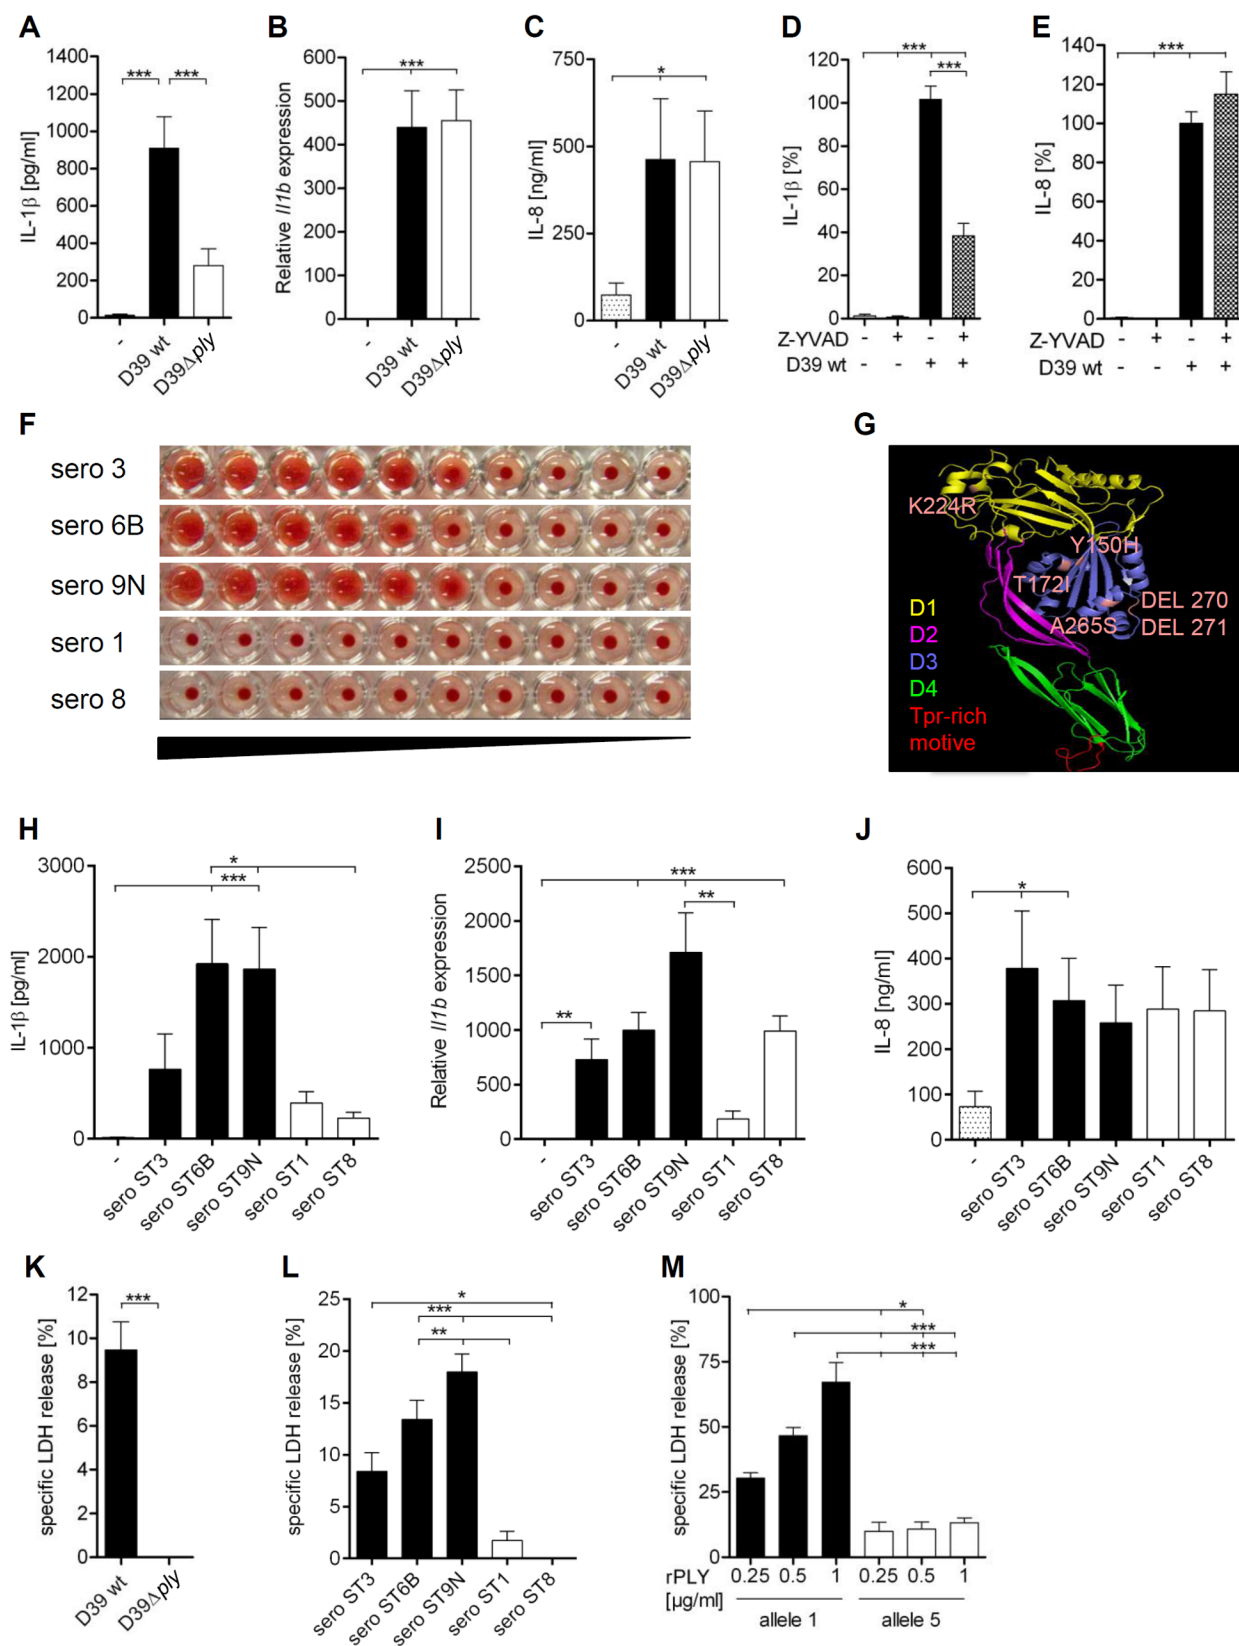 A
IL-1β [pg/ml]
1400
1200
1000
800
600
400
200
0
*** ***
-
D39 wt
D39Δply
B
Relative Il1b expression
600
500
400
300
200
100
0
***
-
D39 wt
D39Δply
C
IL-8 [ng/ml]
750
500
250
0
*
-
D39 wt
D39Δply
D
IL-1β [%]
120
100
80
60
40
20
0
***
***
Z-YVAD - + - +
D39 wt - - + +
E
IL-8 [%]
140
120
100
80
60
40
20
0
***
Z-YVAD - + - +
D39 wt - - + +
F
sero 3
sero 6B
sero 9N
sero 1
sero 8
G
K224R
Y150H
T172I
DEL 270
A265S
DEL 271
D1
D2
D3
D4
Tpr-rich
motive
H
IL-1β [pg/ml]
3000
2000
1000
0
*
***
-
sero ST3
sero ST6B
sero ST9N
sero ST1
sero ST8
I
Relative Il1b expression
2500
2000
1500
1000
500
0
***
**
**
-
sero ST3
sero ST6B
sero ST9N
sero ST1
sero ST8
J
IL-8 [ng/ml]
600
500
400
300
200
100
0
*
-
sero ST3
sero ST6B
sero ST9N
sero ST1
sero ST8
K
specific LDH release [%]
12
10
8
6
4
2
0
***
D39 wt
D39Δply
L
specific LDH release [%]
25
20
15
10
5
0
*
***
**
sero ST3
sero ST6B
sero ST9N
sero ST1
sero ST8
M
specific LDH release [%]
100
75
50
25
0
*
***
***
rPLY 0.25 0.5 1 0.25 0.5 1
[µg/ml]
allele 1 allele 5